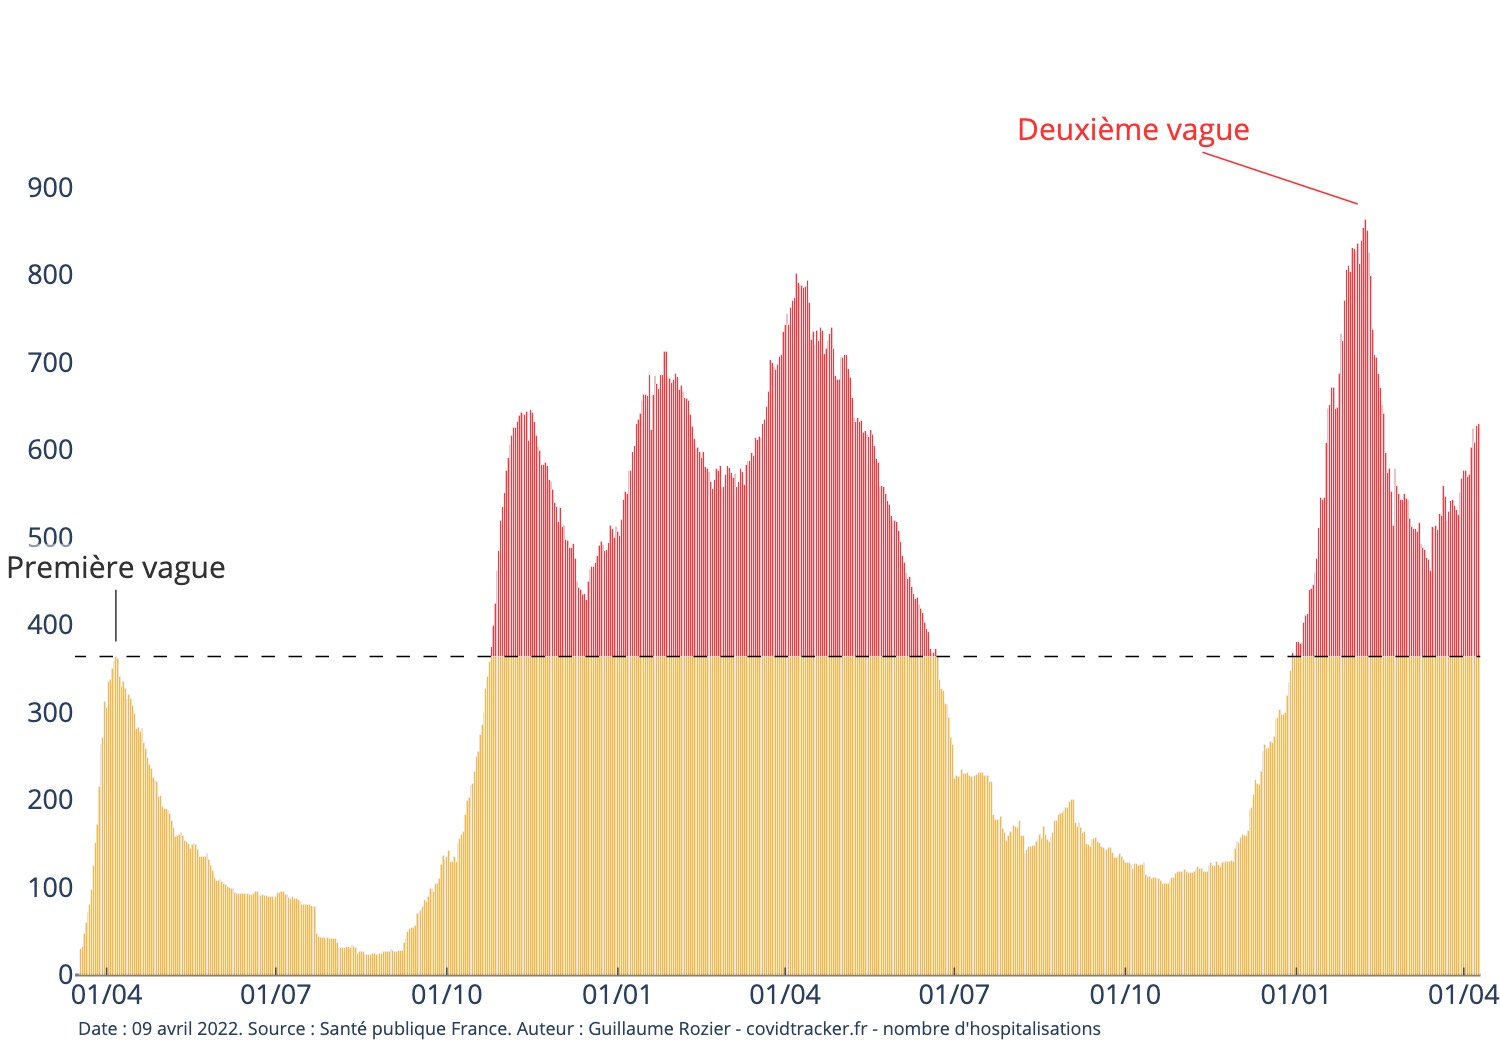 Deuxième vague
900
800
700
600
500
Première vague
400
300
200
100
0
01/04 01/07 01/10 01/01 01/04 01/07 01/10 01/01 01/04
Date : 09 avril 2022. Source : Santé publique France. Auteur : Guillaume Rozier - covidtracker.fr - nombre d'hospitalisations